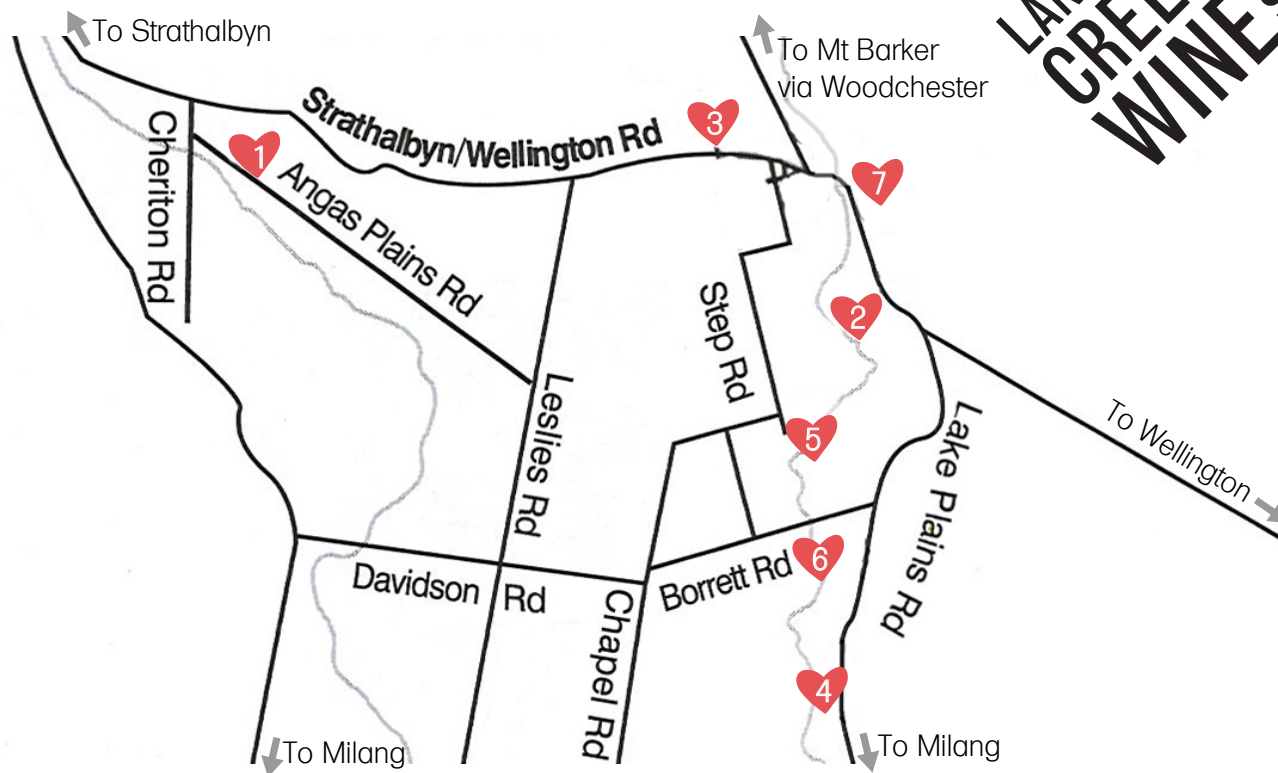 To Strathalbyn
To Mt Barker
via Woodchester
CREE
WINES
Strathalbyn/Wellington Rd
Cheriton Rd
Angas Plains Rd
1
3
7
2
Step Rd
Leslies Rd
5
Lake Plains Rd
To Wellington
Davidson Rd
Borrett Rd
6
Chapel Rd
4
To Milang
To Milang